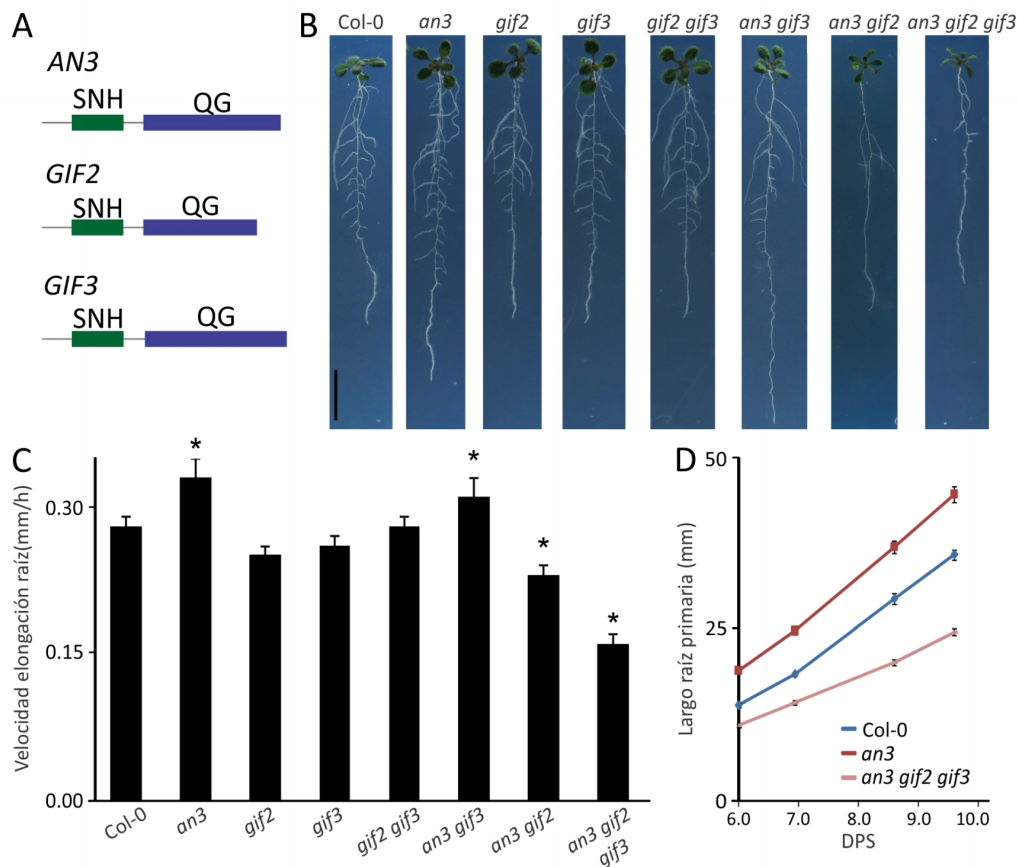 A
AN3
SNH QG
GIF2
SNH QG
GIF3
SNH QG
B
Col-0 an3 gif2 gif3 gif2 gif3 an3 gif3 an3 gif2 an3 gif2 gif3
C
Velocidad elongación raíz(mm/h)
* * * *
0.30
0.15
0.00
Col-0 an3 gif2 gif3 gif2 gif3 an3 gif3 an3 gif2 an3 gif2 gif3
D
Largo raíz primaria (mm)
50
25
0
Col-0
an3
an3 gif2 gif3
6.0 7.0 8.0 9.0 10.0
DPS